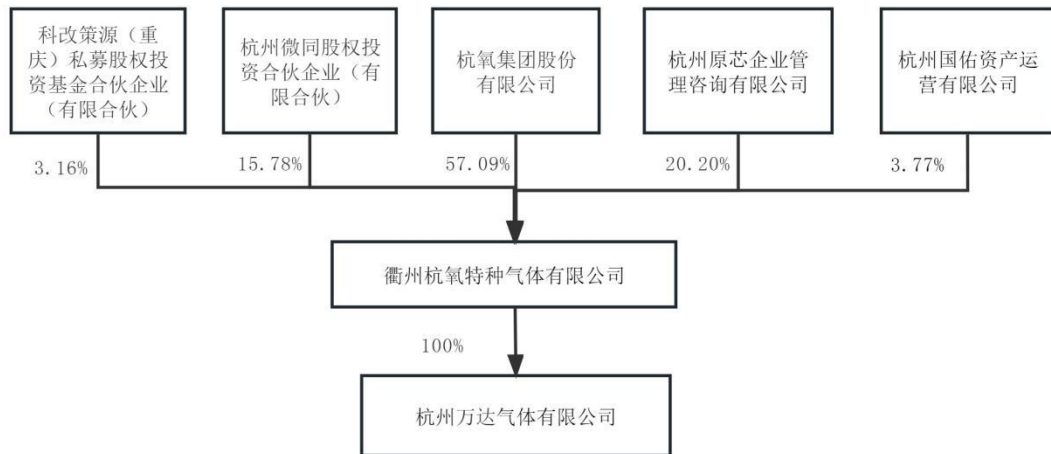 科改策源（重
庆）私募股权投
资基金合伙企业
（有限合伙）
杭州微同股权投
资合伙企业（有
限合伙）
杭氧集团股份
有限公司
杭州原芯企业管
理咨询有限公司
杭州国佑资产运
营有限公司
3.16%
15.78%
57.09%
20.20%
3.77%
衢州杭氧特种气体有限公司
100%
杭州万达气体有限公司